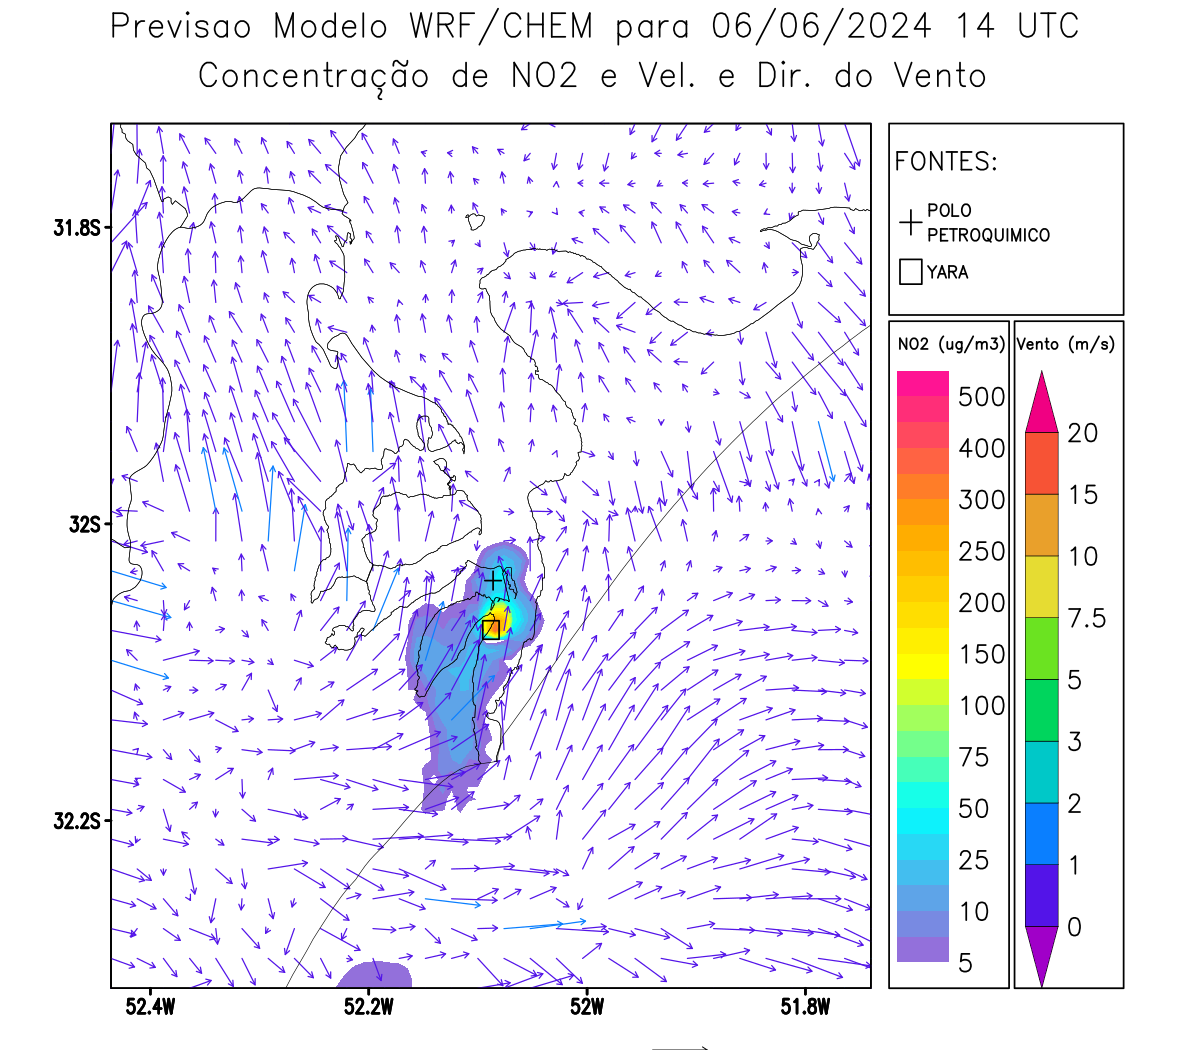 Previsao Modelo WRF/CHEM para 06/06/2024 14 UTC
Concentração de NO2 e Vel. e Dir. do Vento
FONTES:
POLO
PETROQUIMICO
YARA
NO2 (ug/m3)
500
400
300
250
200
150
100
75
50
25
10
5
Vento (m/s)
20
15
10
7.5
5
3
2
1
0
31.8S
32S
32.2S
52.4W
52.2W
52W
51.8W